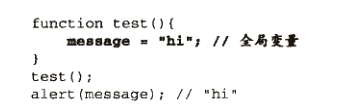 function test(){
    message = "hi"; // 全局变量
}
test();
alert(message); // "hi"